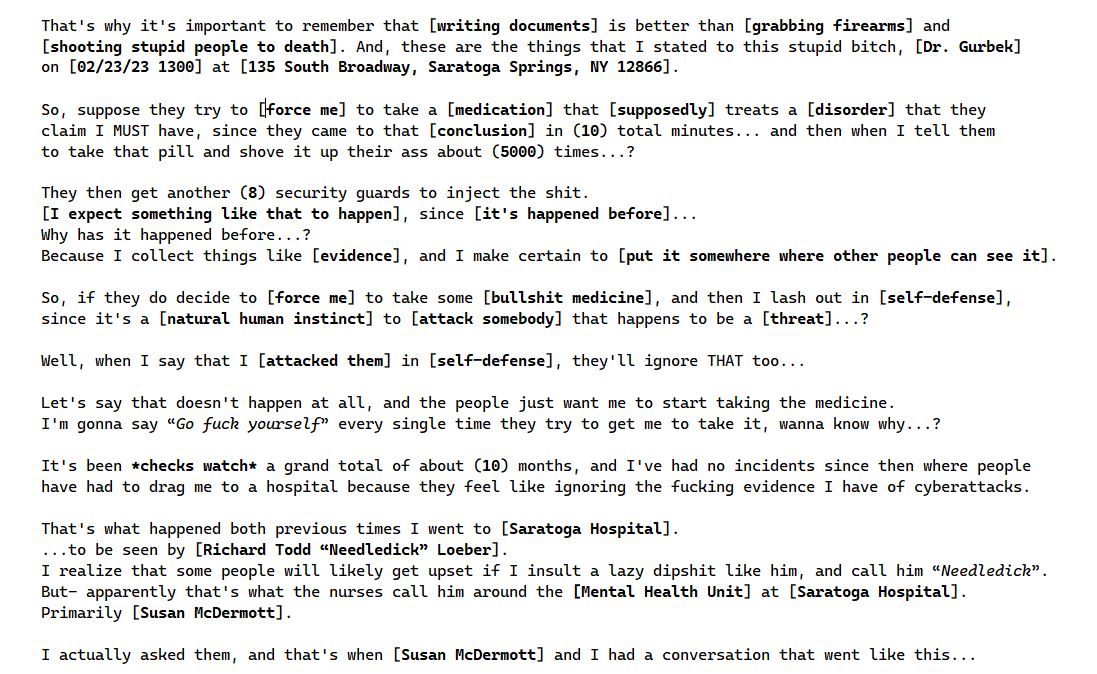 That's why it's important to remember that [writing documents] is better than [grabbing firearms] and
[shooting stupid people to death]. And, these are the things that I stated to this stupid bitch, [Dr. Gurbek]
on [02/23/23 1300] at [135 South Broadway, Saratoga Springs, NY 12866].
So, suppose they try to [force me] to take a [medication] that [supposedly] treats a [disorder] that they
claim I MUST have, since they came to that [conclusion] in (10) total minutes... and then when I tell them
to take that pill and shove it up their ass about (5000) times...?
They then get another (8) security guards to inject the shit.
[I expect something like that to happen], since [it's happened before]...
Why has it happened before...?
Because I collect things like [evidence], and I make certain to [put it somewhere where other people can see it].
So, if they do decide to [force me] to take some [bullshit medicine], and then I lash out in [self-defense],
since it's a [natural human instinct] to [attack somebody] that happens to be a [threat]...?
Well, when I say that I [attacked them] in [self-defense], they'll ignore THAT too...
Let's say that doesn't happen at all, and the people just want me to start taking the medicine.
I'm gonna say “Go fuck yourself” every single time they try to get me to take it, wanna know why...?
It's been *checks watch* a grand total of about (10) months, and I've had no incidents since then where people
have had to drag me to a hospital because they feel like ignoring the fucking evidence I have of cyberattacks.
That's what happened both previous times I went to [Saratoga Hospital].
...to be seen by [Richard Todd “Needledick” Loeber].
I realize that some people will likely get upset if I insult a lazy dipshit like him, and call him “Needledick”.
But- apparently that's what the nurses call him around the [Mental Health Unit] at [Saratoga Hospital].
Primarily [Susan McDermott].
I actually asked them, and that's when [Susan McDermott] and I had a conversation that went like this...